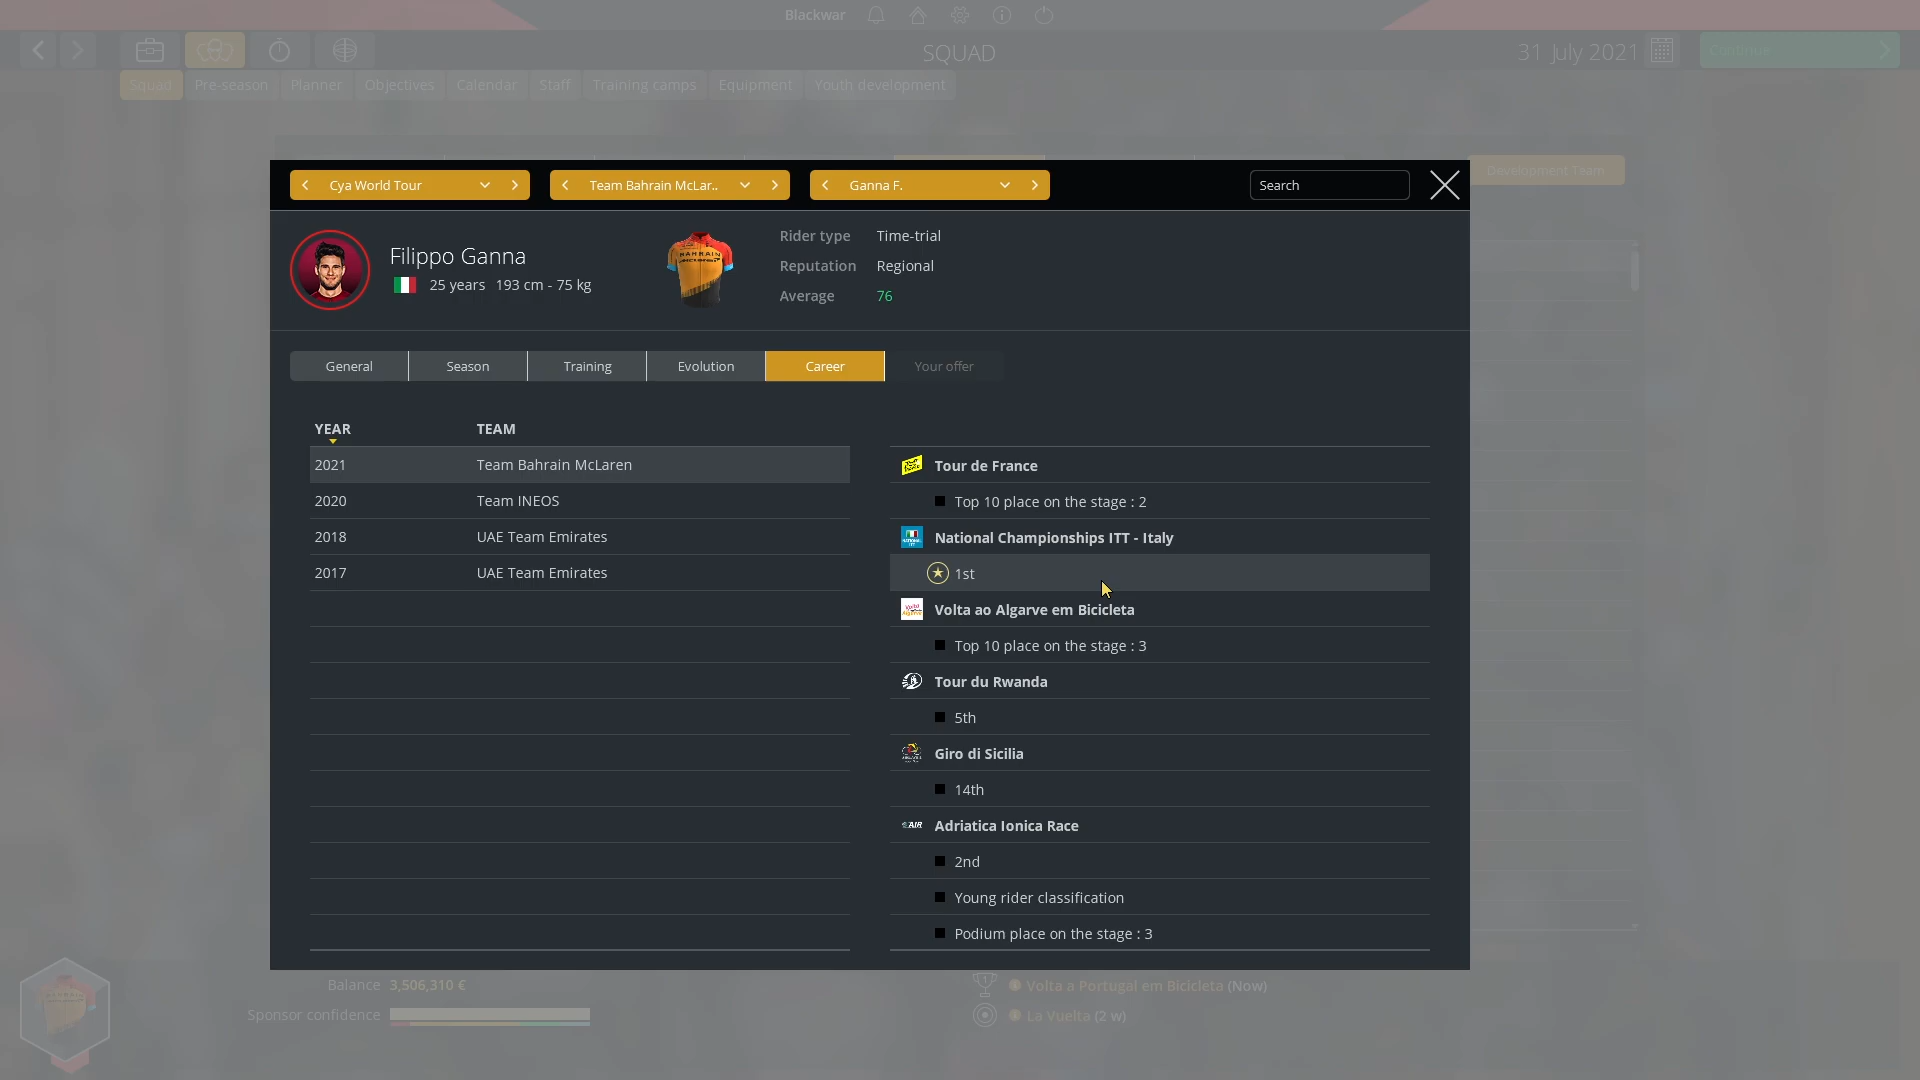 Blackwar
SQUAD
31 July 2021
Continue
Squad
Pre-season
Planner
Objectives
Calendar
Staff
Training camps
Equipment
Youth development
Development Team
Cya World Tour
Team Bahrain McLar..
Ganna F.
Search
Filippo Ganna
25 years 193 cm - 75 kg
BAHRAIN
Rider type Time-trial
Reputation Regional
Average 76
General
Season
Training
Evolution
Career
Your offer
YEAR TEAM
2021 Team Bahrain McLaren
2020 Team INEOS
2018 UAE Team Emirates
2017 UAE Team Emirates
Tour de France
Top 10 place on the stage : 2
National Championships ITT - Italy
1st
Volta ao Algarve em Bicicleta
Top 10 place on the stage : 3
Tour du Rwanda
5th
Giro di Sicilia
14th
Adriatica Ionica Race
2nd
Young rider classification
Podium place on the stage : 3
Balance 3,506,310 €
Sponsor confidence
Volta a Portugal em Bicicleta (Now)
La Vuelta (2 w)